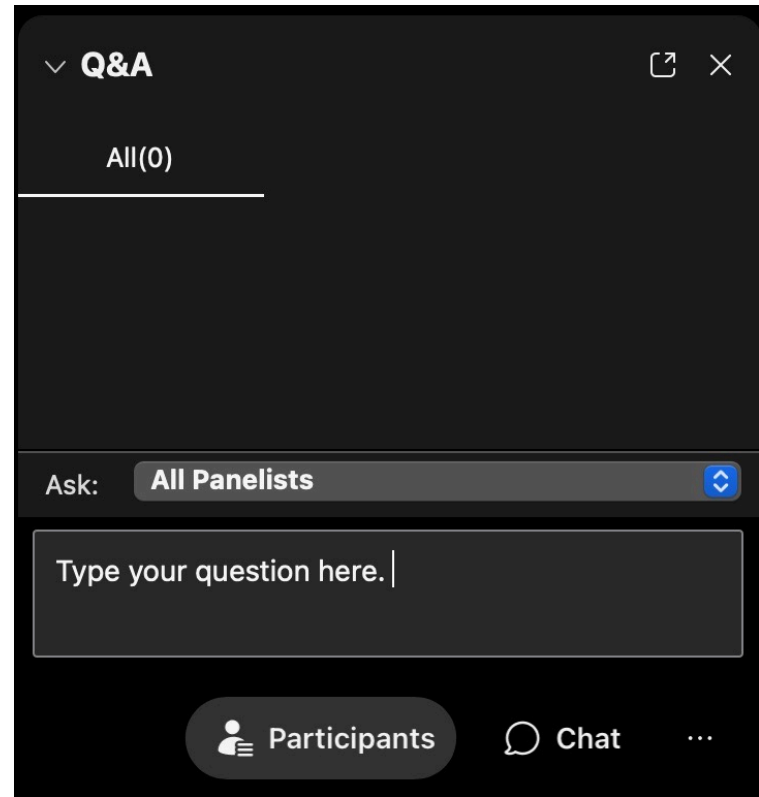 Q&A
All(0)
Ask: All Panelists
Type your question here.
Participants Chat